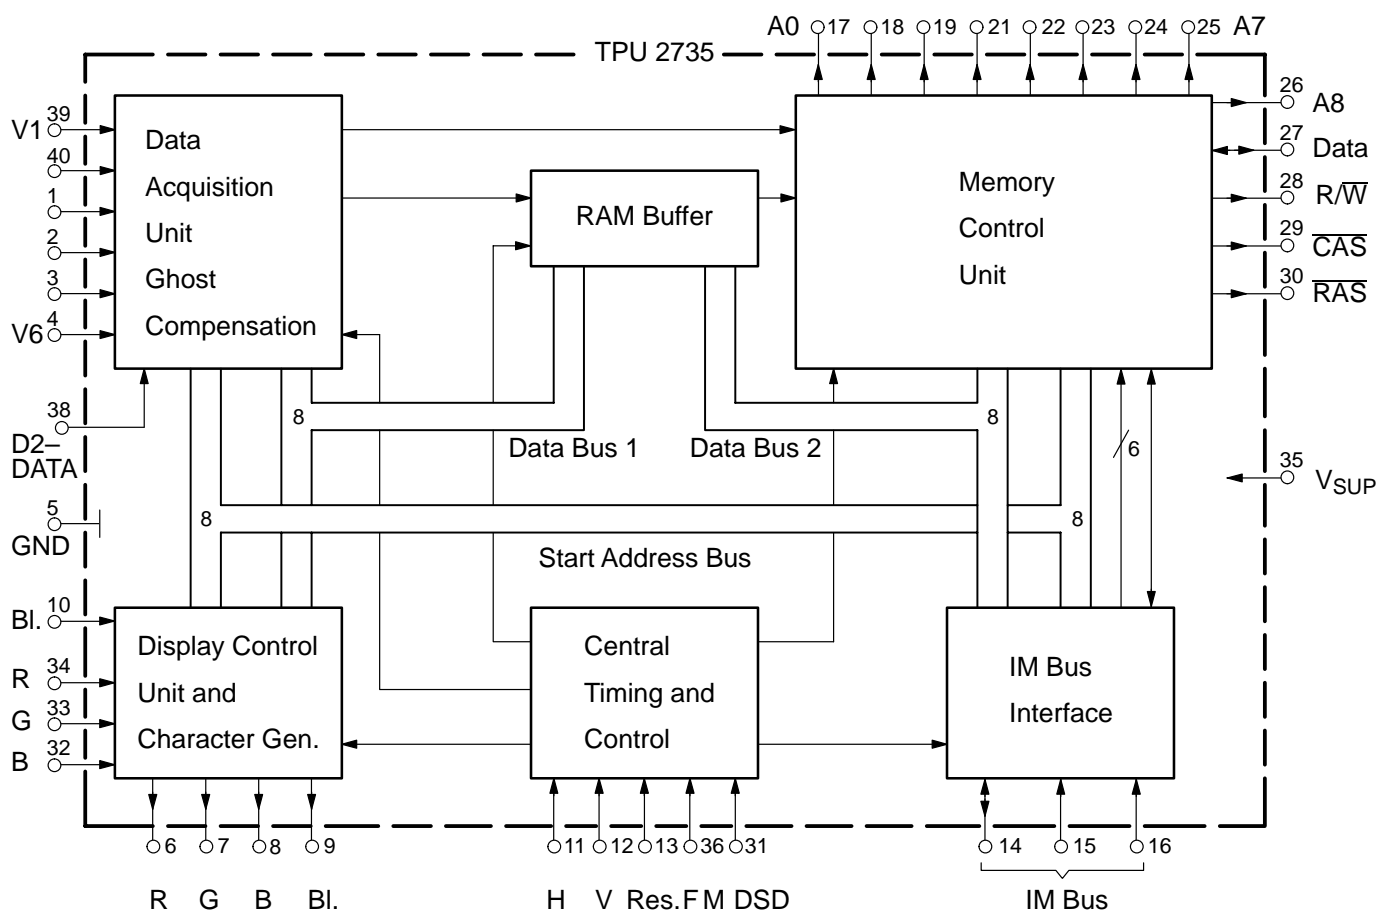 A0 17 18 19 21 22 23 24 25 A7
TPU 2735
39
V1
40
1
2
3
V6 4
38
D2–
DATA
5
GND
10
Bl.
R 34
G 33
B 32
Data
Acquisition
Unit
Ghost
Compensation
RAM Buffer
Memory
Control
Unit
26
A8
27
Data
28
R/W̅
29
C̅A̅S̅
30
R̅A̅S̅
35
VSUP
8
8
6
Data Bus 1
Data Bus 2
8
8
Start Address Bus
Display Control
Unit and
Character Gen.
Central
Timing and
Control
IM Bus
Interface
6 7 8 9
11 12 13 36 31
14 15 16
R G B Bl.
H V Res. F M DSD
IM Bus